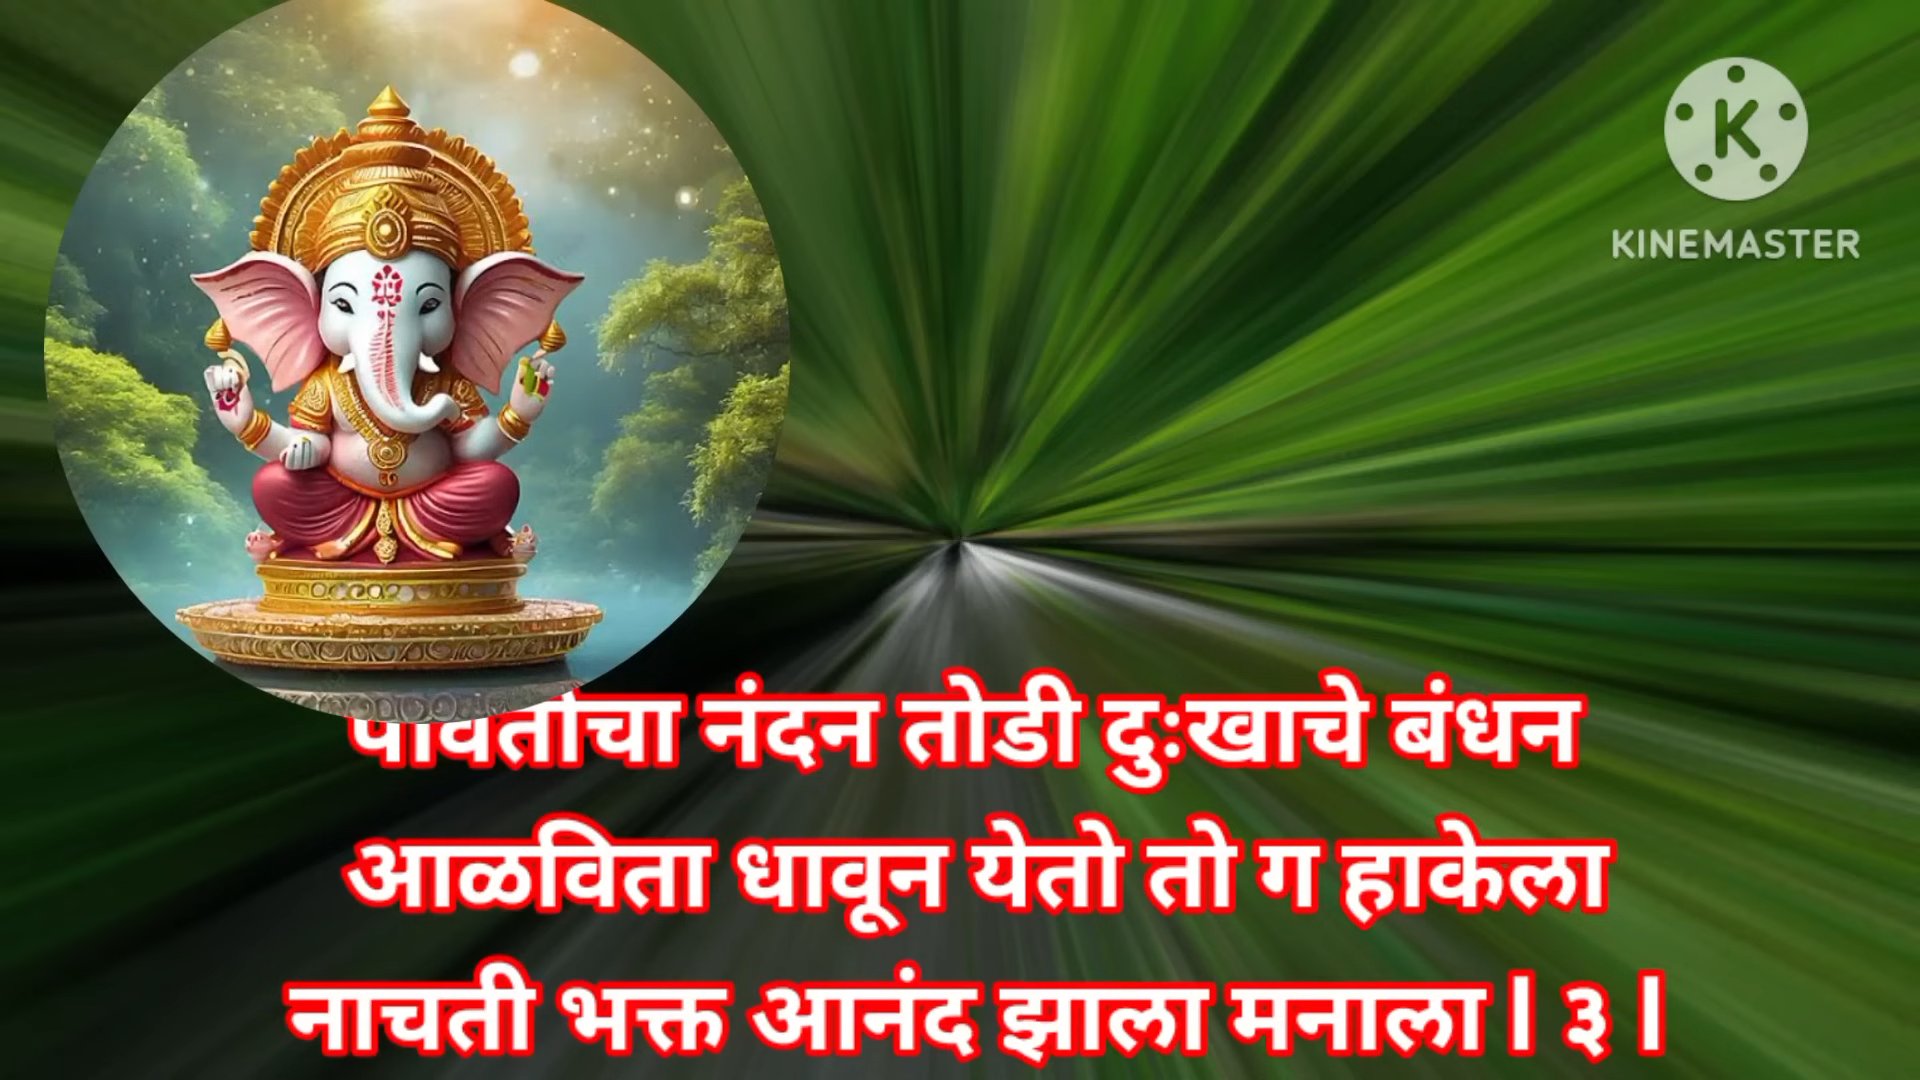 KINEMASTER
पार्वतीचा नंदन तोडी दुःखाचे बंधन
आळविता धावून येतो तो ग हाकेला
नाचती भक्त आनंद झाला मनाला । ३ ।